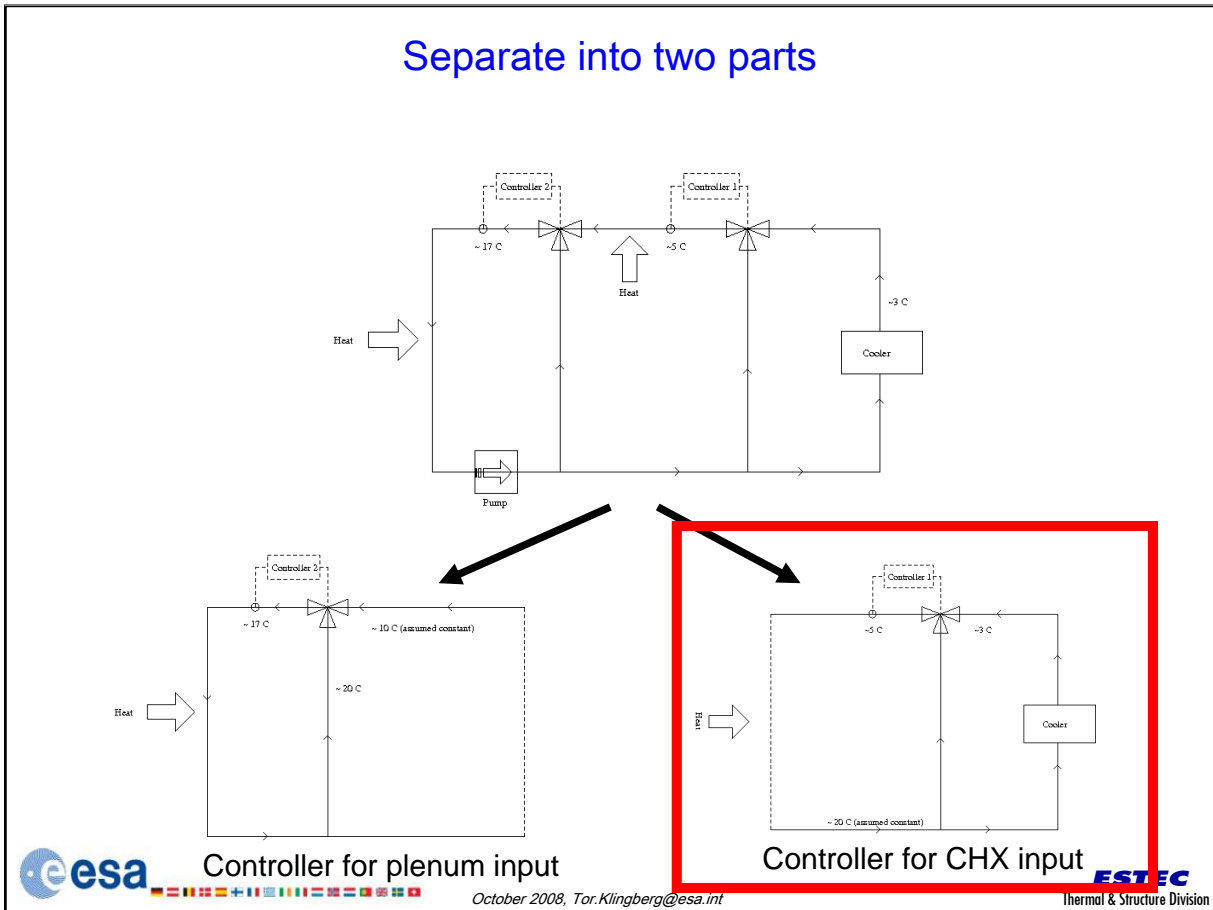 Separate into two parts
Controller 2
Controller 1
~ 17 C
~5 C
Heat
~3 C
Heat
Cooler
Pump
Controller 2
~ 17 C
~ 10 C (assumed constant)
~ 20 C
Heat
Controller 1
~5 C
~3 C
Heat
Cooler
~ 20 C (assumed constant)
Controller for plenum input
Controller for CHX input
esa
October 2008, Tor.Klingberg@esa.int
ESTEC
Thermal & Structure Division